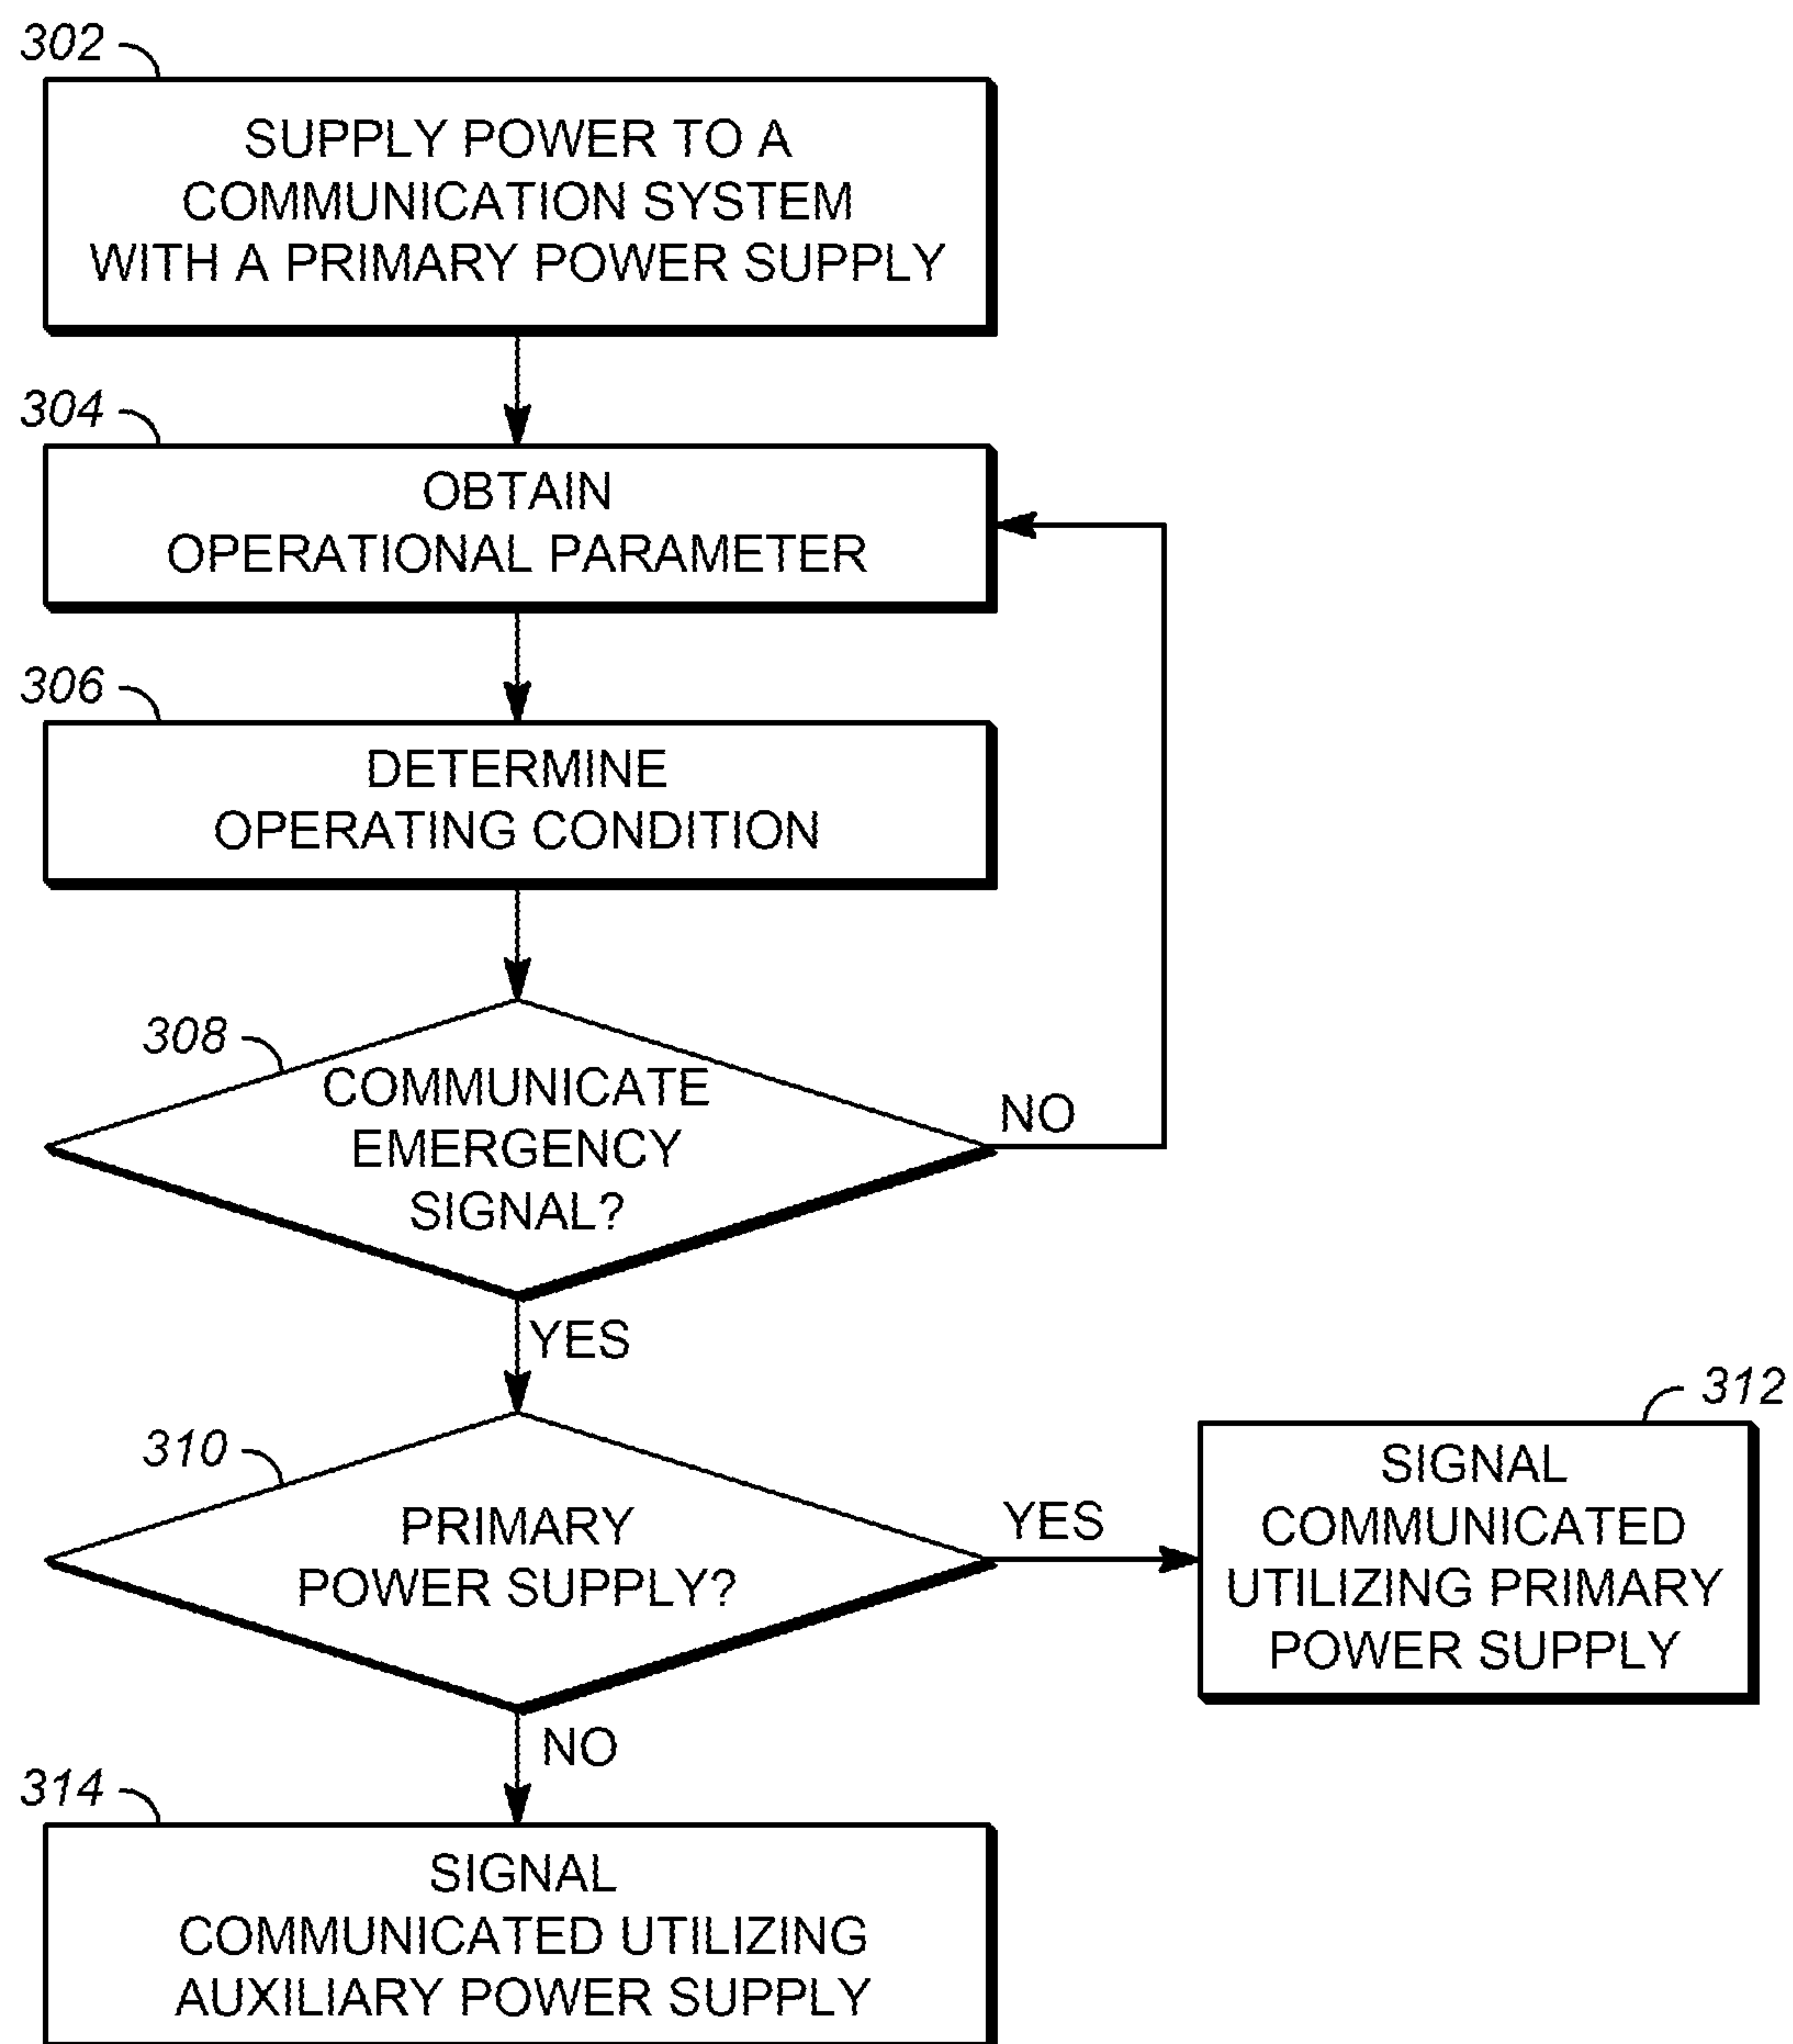 302
SUPPLY POWER TO A
COMMUNICATION SYSTEM
WITH A PRIMARY POWER SUPPLY
304
OBTAIN
OPERATIONAL PARAMETER
306
DETERMINE
OPERATING CONDITION
308
COMMUNICATE
EMERGENCY
SIGNAL?
NO
YES
310
PRIMARY
POWER SUPPLY?
YES
312
SIGNAL
COMMUNICATED
UTILIZING PRIMARY
POWER SUPPLY
NO
314
SIGNAL
COMMUNICATED UTILIZING
AUXILIARY POWER SUPPLY